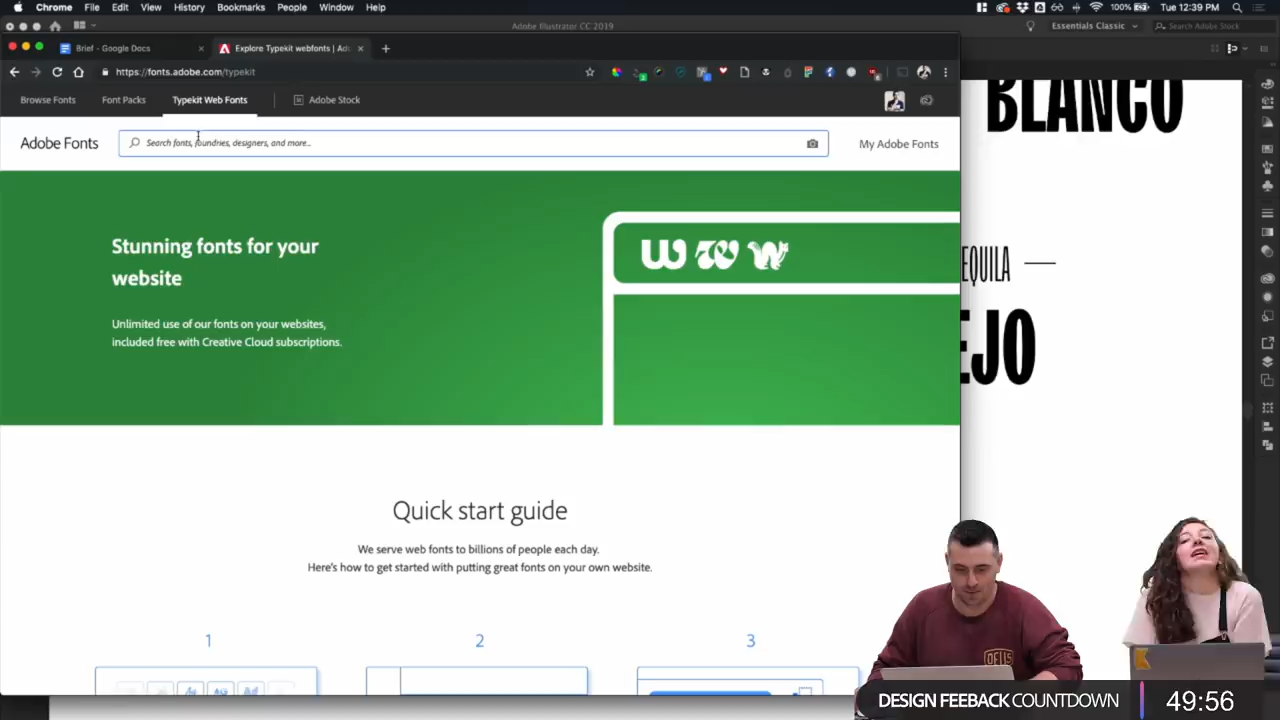 Chrome File Edit View History Bookmarks People Window Help
100% Tue 12:39 PM
Adobe Illustrator CC 2019
Essentials Classic
Search Adobe Stock
Brief - Google Docs
Explore Typekit webfonts | Ado
https://fonts.adobe.com/typekit
Browse Fonts Font Packs Typekit Web Fonts Adobe Stock
Adobe Fonts
Search fonts, foundries, designers, and more...
My Adobe Fonts
BLANCO
Stunning fonts for your
website
w w w
Unlimited use of our fonts on your websites,
included free with Creative Cloud subscriptions.
EQUILA
EJO
Quick start guide
We serve web fonts to billions of people each day.
Here's how to get started with putting great fonts on your own website.
1 2 3
DEUS
DESIGN FEEBACK COUNTDOWN 49:56